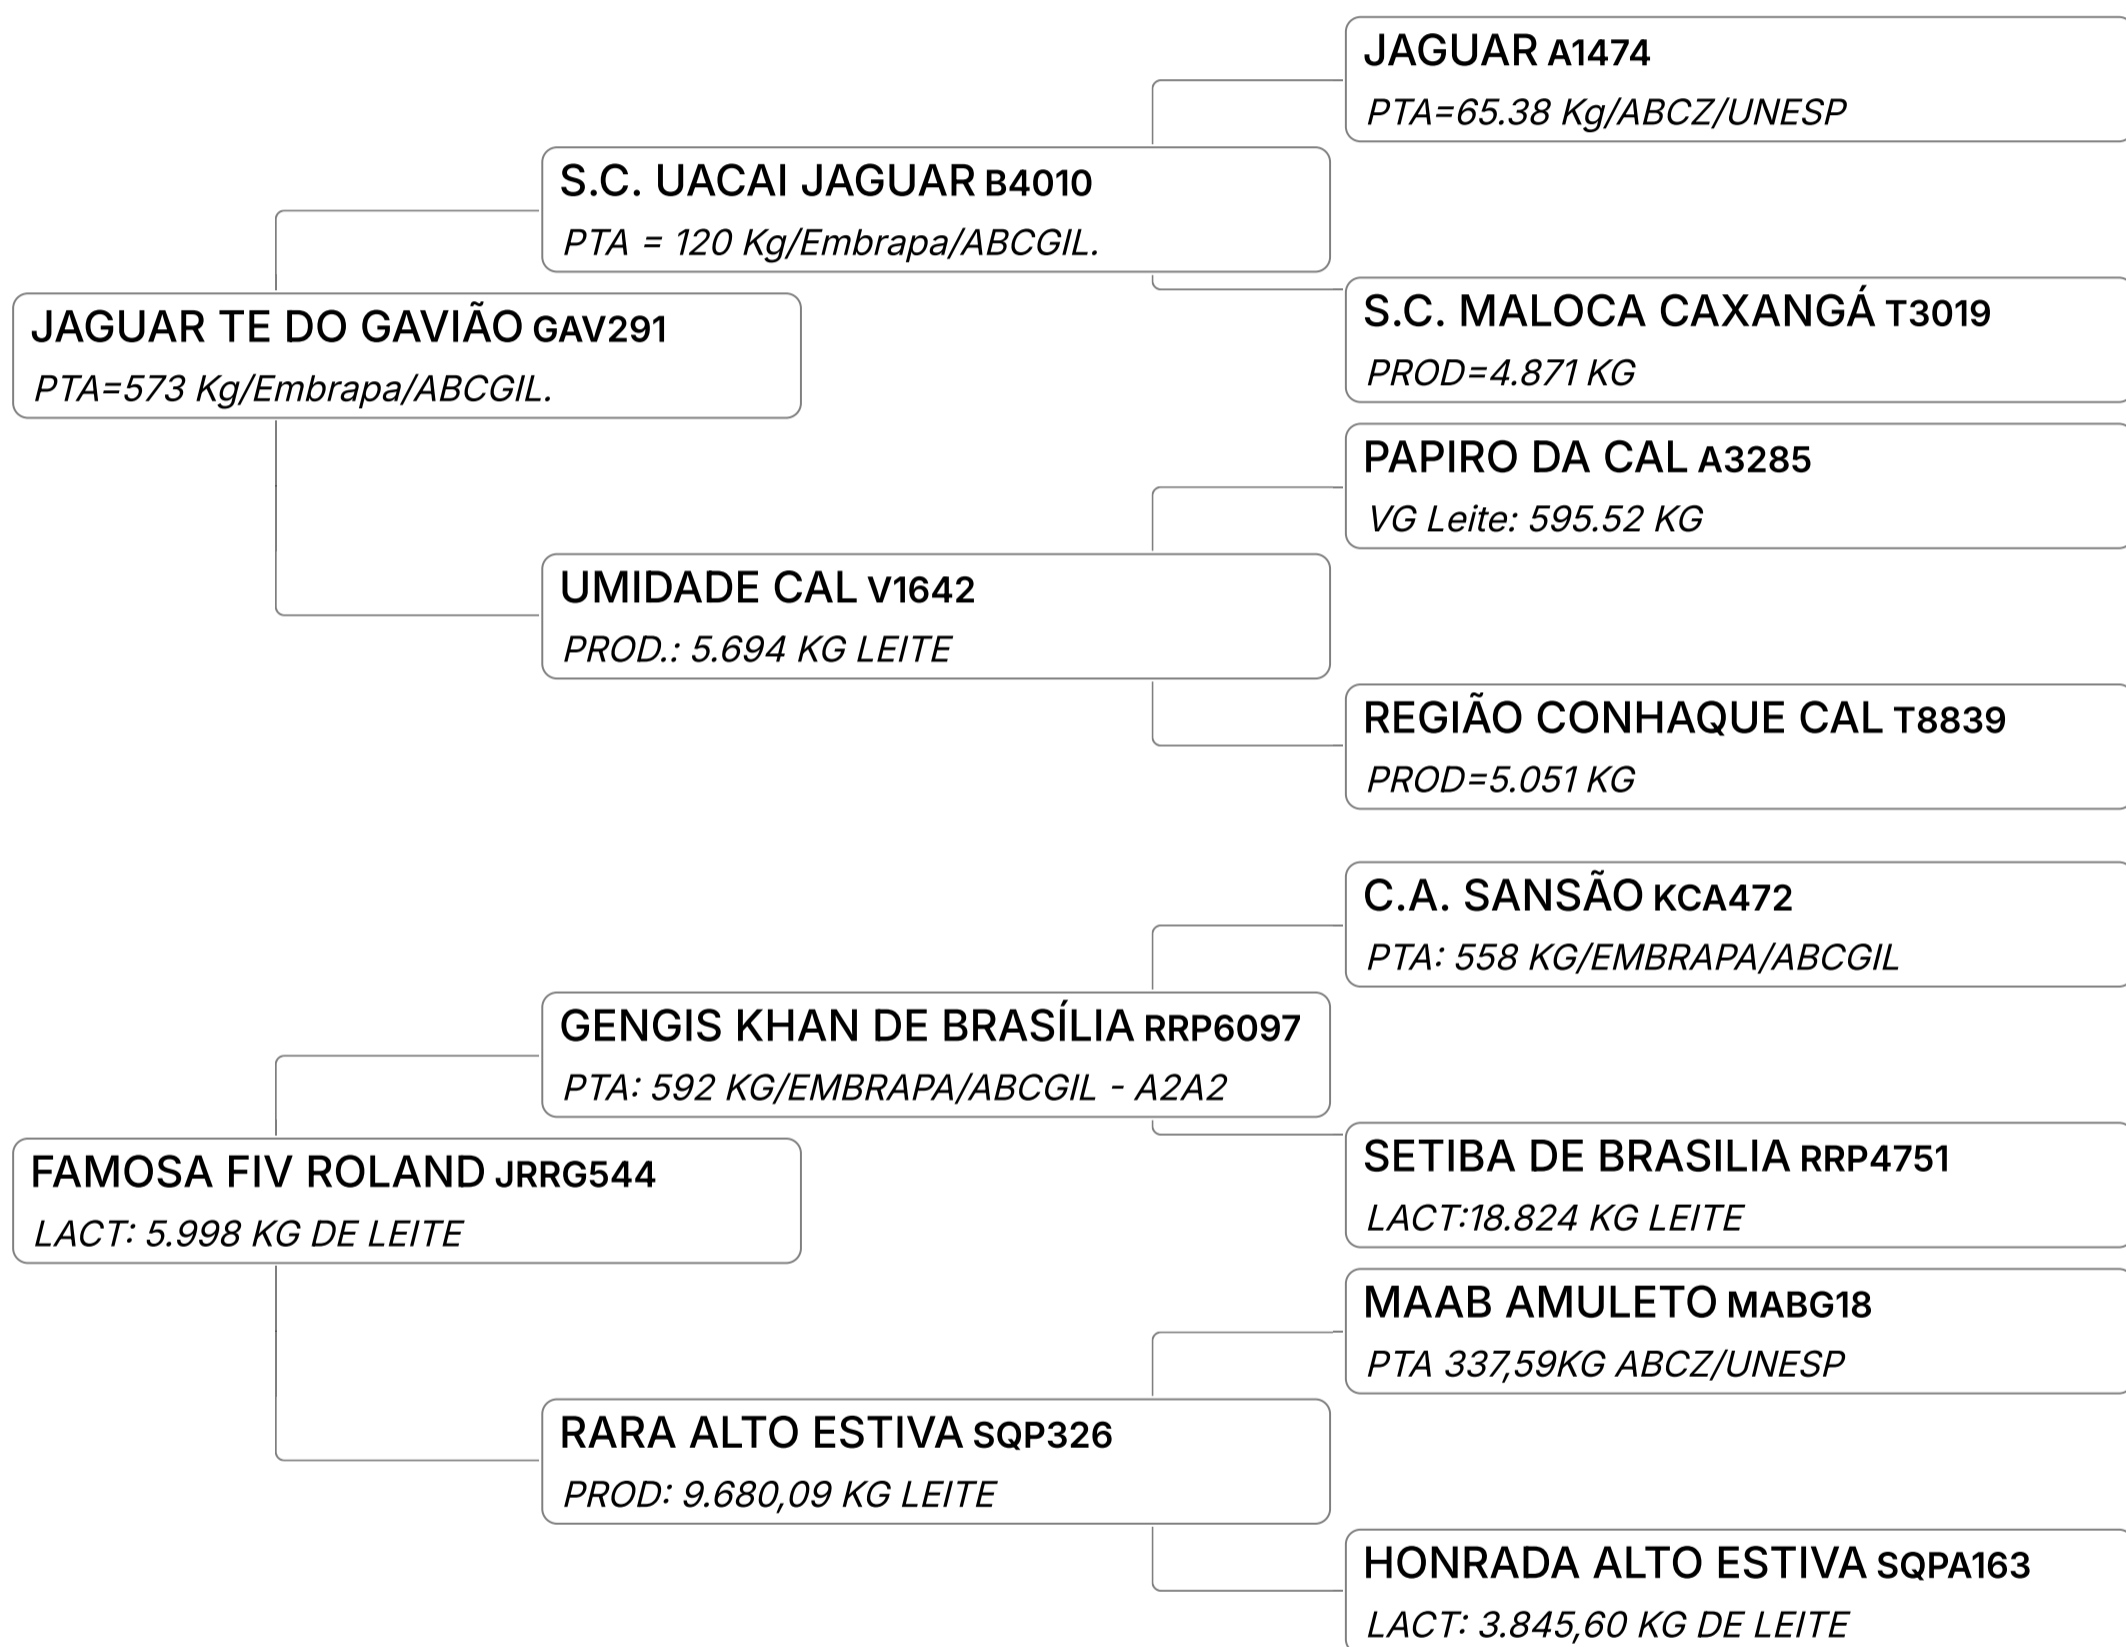 JAGUAR A1474
PTA=65.38 Kg/ABCZ/UNESP
S.C. UACAI JAGUAR B4010
PTA = 120 Kg/Embrapa/ABCGIL.
S.C. MALOCA CAXANGÁ T3019
PROD=4.871 KG
JAGUAR TE DO GAVIÃO GAV291
PTA=573 Kg/Embrapa/ABCGIL.
PAPIRO DA CAL A3285
VG Leite: 595.52 KG
UMIDADE CAL V1642
PROD.: 5.694 KG LEITE
REGIÃO CONHAQUE CAL T8839
PROD=5.051 KG
C.A. SANSÃO KCA472
PTA: 558 KG/EMBRAPA/ABCGIL
GENGIS KHAN DE BRASÍLIA RRP6097
PTA: 592 KG/EMBRAPA/ABCGIL - A2A2
SETIBA DE BRASILIA RRP4751
LACT:18.824 KG LEITE
FAMOSA FIV ROLAND JRRG544
LACT: 5.998 KG DE LEITE
MAAB AMULETO MABG18
PTA 337,59KG ABCZ/UNESP
RARA ALTO ESTIVA SQP326
PROD: 9.680,09 KG LEITE
HONRADA ALTO ESTIVA SQPA163
LACT: 3.845,60 KG DE LEITE